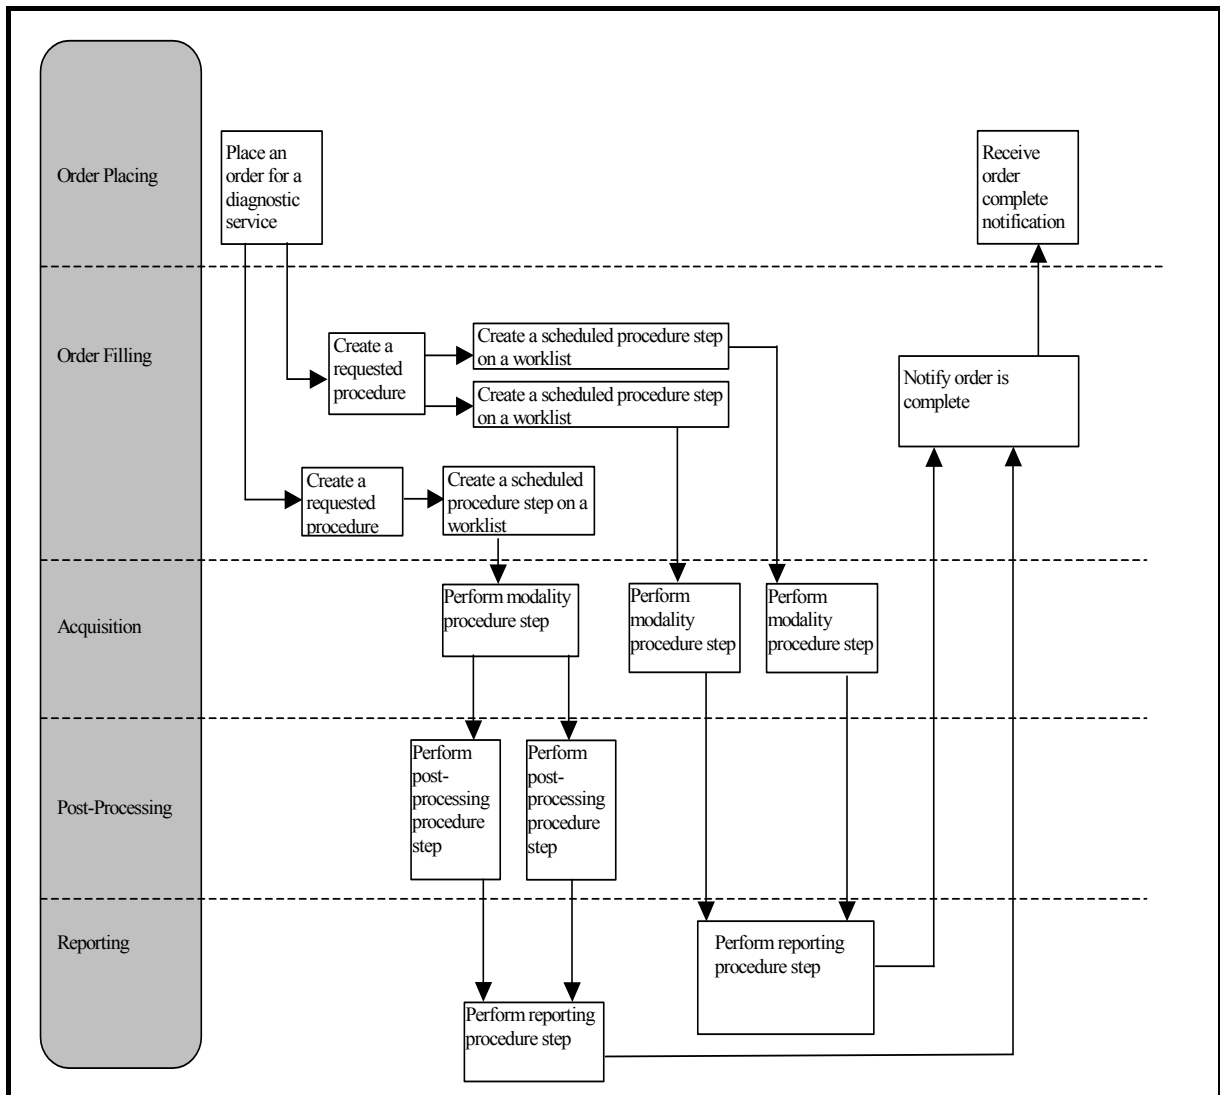 Order Placing
Place an
order for a
diagnostic
service
Receive
order
complete
notification
Order Filling
Create a
requested
procedure
Create a scheduled procedure step
on a worklist
Create a scheduled procedure step
on a worklist
Notify order is
complete
Create a
requested
procedure
Create a scheduled
procedure step on a
worklist
Acquisition
Perform modality
procedure step
Perform
modality
procedure step
Perform
modality
procedure step
Post-Processing
Perform
post-
processing
procedure
step
Perform
post-
processing
procedure
step
Reporting
Perform reporting
procedure step
Perform reporting
procedure step